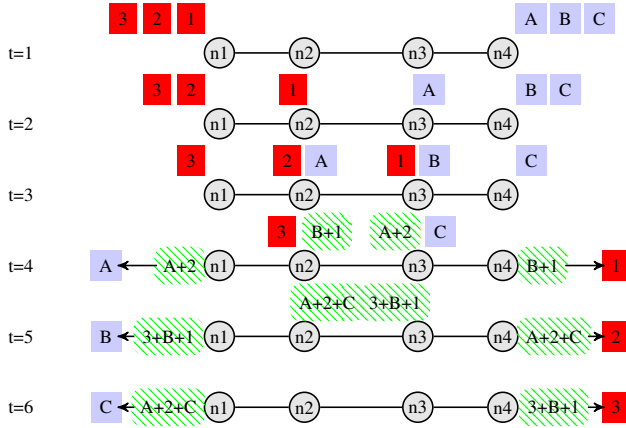 3 2 1 A B C
t=1 n1 n2 n3 n4
3 2 1 A B C
t=2 n1 n2 n3 n4
3 2 A 1 B C
t=3 n1 n2 n3 n4
3 B+1 A+2 C
t=4 A A+2 n1 n2 n3 n4 B+1 1
A+2+C 3+B+1
t=5 B 3+B+1 n1 n2 n3 n4 A+2+C 2
t=6 C A+2+C n1 n2 n3 n4 3+B+1 3